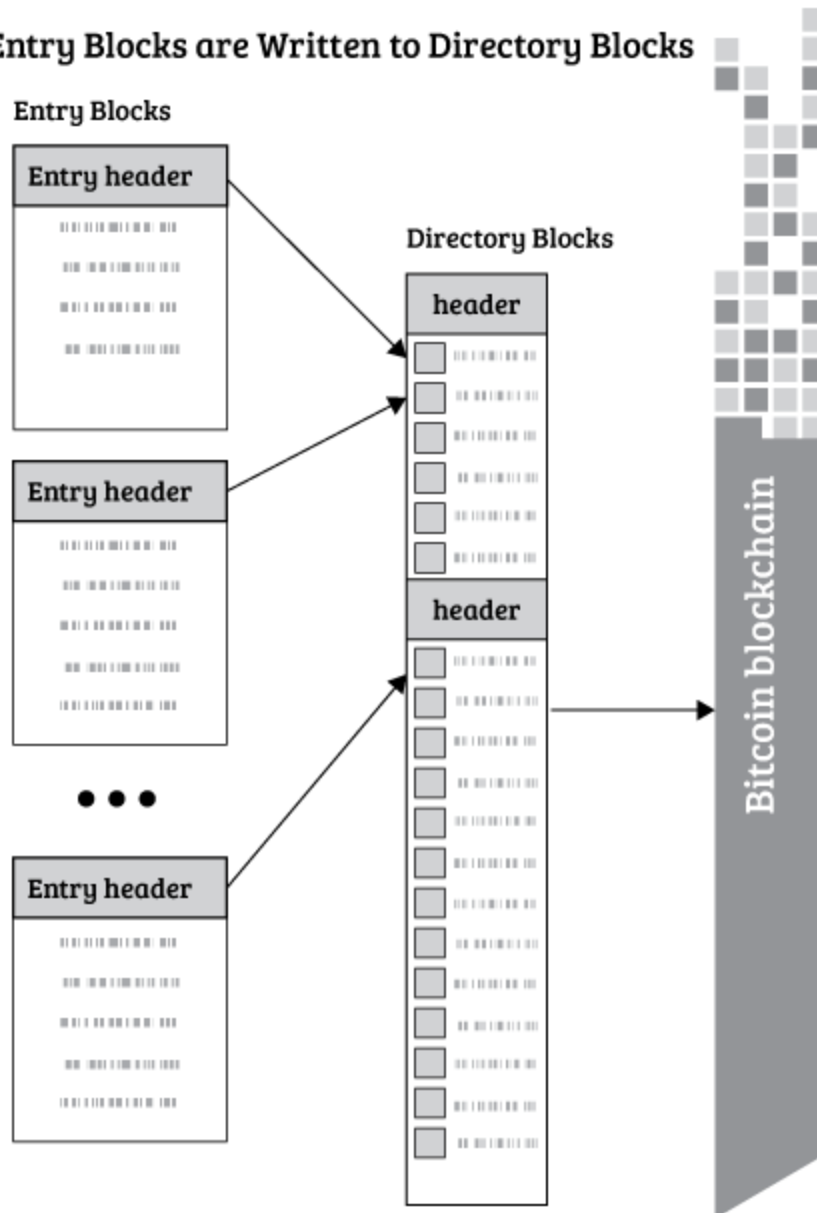 Entry Blocks are Written to Directory Blocks
Entry Blocks
Entry header
Directory Blocks
header
Entry header
header
Bitcoin blockchain
Entry header